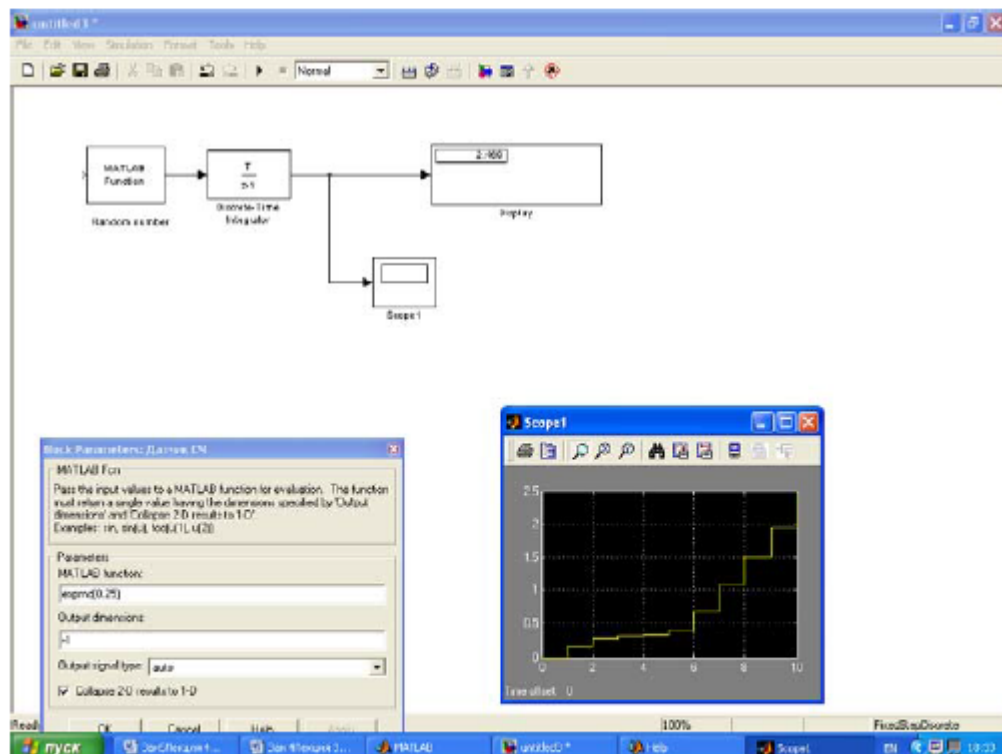 untitled3 *
File Edit View Simulation Format Tools Help
Normal
MATLAB
Function
Random number
T
z-1
Discrete-Time
Integrator
Display
Scope1
Block Parameters: Датчик СЧ
MATLAB Fcn
Pass the input values to a MATLAB function for evaluation. The function
must return a single value having the dimensions specified by 'Output
dimensions' and 'Collapse 2-D results to 1-D'.
Examples: sin, sin(u), foo(u(1), u(2))
Parameters
MATLAB function:
exprnd(0.25)
Output dimensions:
-1
Output signal type: auto
Collapse 2-D results to 1-D
OK Cancel Help Apply
Scope1
2.5
2
1.5
1
0.5
0
0 2 4 6 8 10
Time offset: 0
Ready 100% FixedStepDiscrete
пуск MATLAB untitled3 * Help Scope1 EN